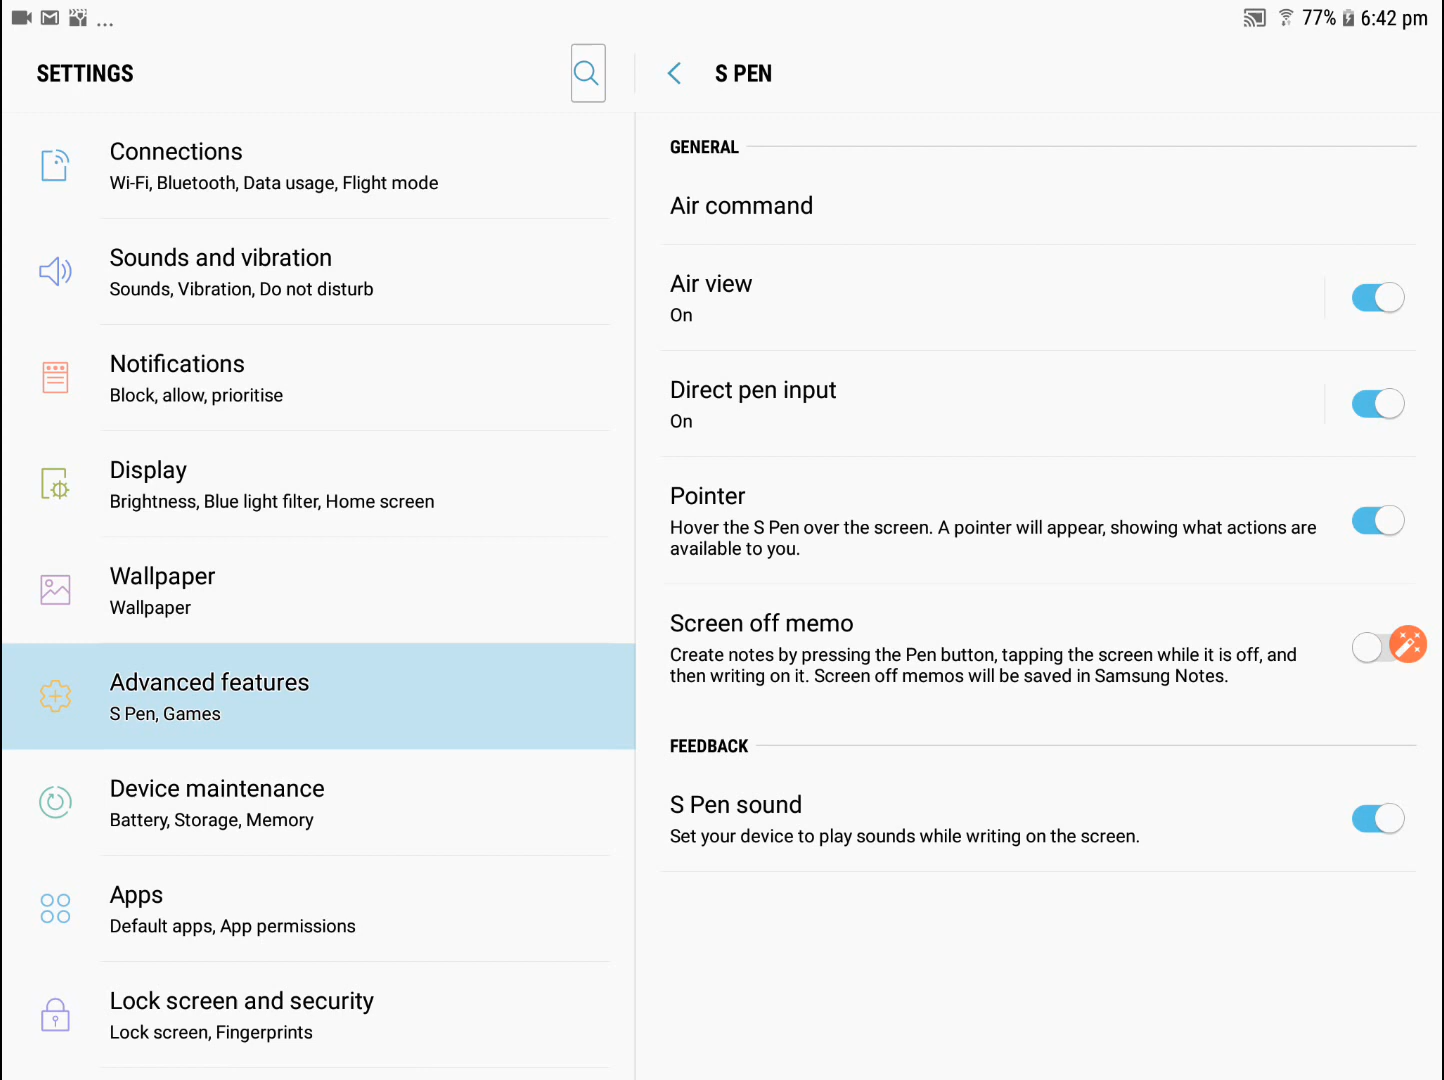 ...
77%
6:42 pm
SETTINGS
Connections
Wi-Fi, Bluetooth, Data usage, Flight mode
Sounds and vibration
Sounds, Vibration, Do not disturb
Notifications
Block, allow, prioritise
Display
Brightness, Blue light filter, Home screen
Wallpaper
Wallpaper
Advanced features
S Pen, Games
Device maintenance
Battery, Storage, Memory
Apps
Default apps, App permissions
Lock screen and security
Lock screen, Fingerprints
S PEN
GENERAL
Air command
Air view
On
Direct pen input
On
Pointer
Hover the S Pen over the screen. A pointer will appear, showing what actions are
available to you.
Screen off memo
Create notes by pressing the Pen button, tapping the screen while it is off, and
then writing on it. Screen off memos will be saved in Samsung Notes.
FEEDBACK
S Pen sound
Set your device to play sounds while writing on the screen.